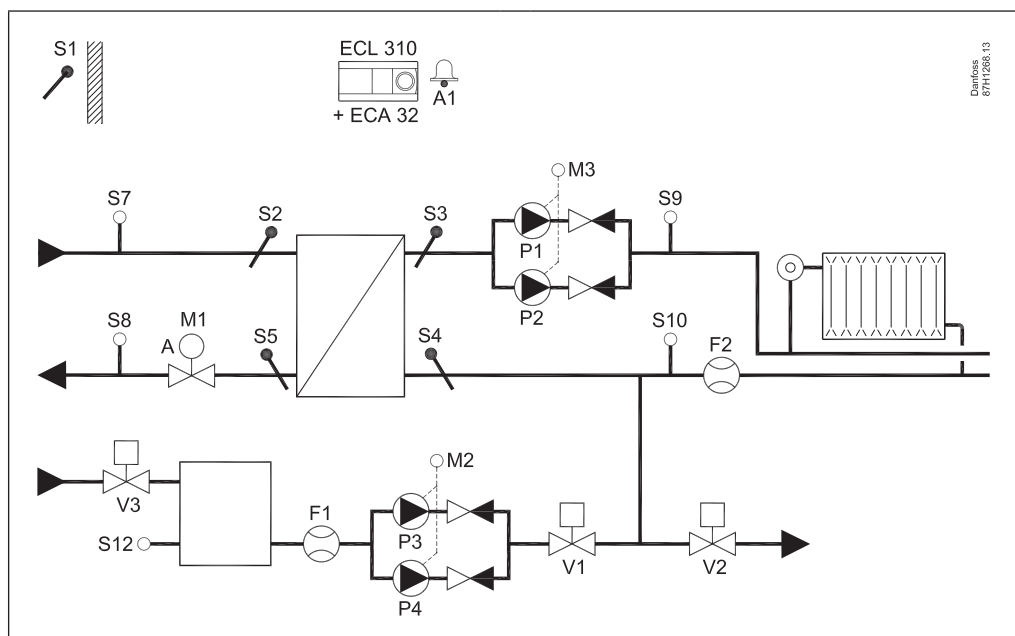 S1
ECL 310
A1
+ ECA 32
Danfoss
87H1268.13
M3
S7
S2
S3
S9
P1
P2
S8
M1
A
S5
S4
S10
F2
M2
V3
F1
P3
S12
V1
V2
P4